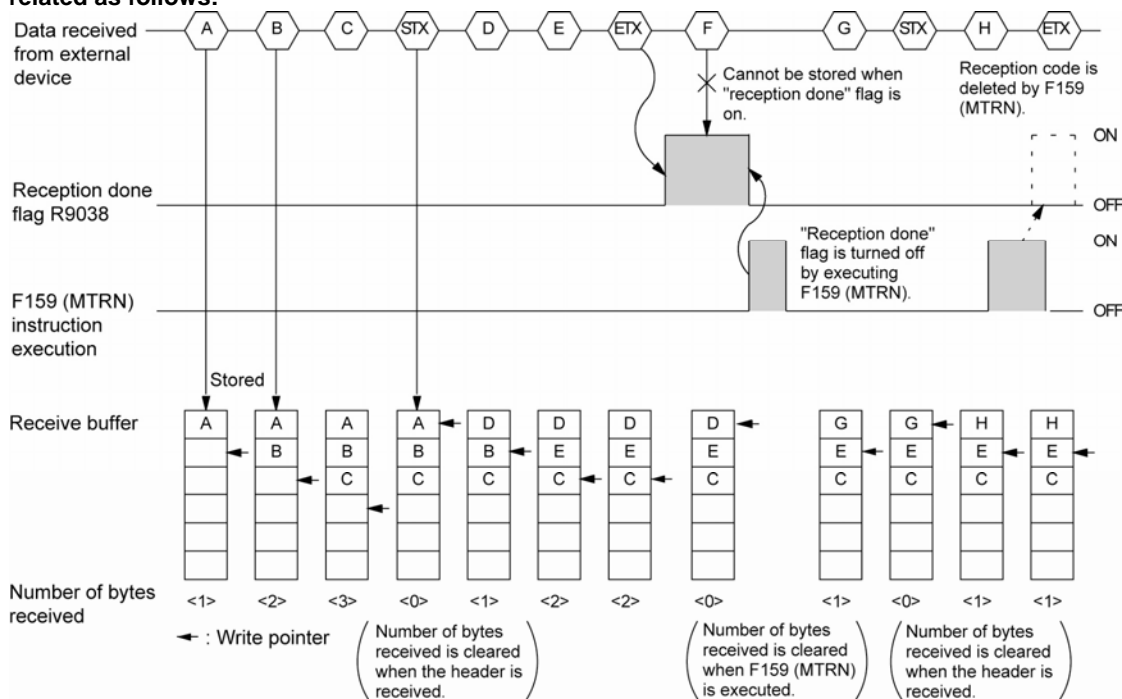 related as follows:
Data received
from external
device
A B C STX D E ETX F G STX H ETX
Cannot be stored when
"reception done" flag is
on.
Reception code is
deleted by F159
(MTRN).
ON
Reception done
flag R9038
OFF
"Reception done"
flag is turned off
by executing
F159 (MTRN).
ON
F159 (MTRN)
instruction
execution
OFF
Stored
Receive buffer
A A A A D D D D G G H H
B B B B E E E E E E E
C C C C C C C C C C
Number of bytes
received
<1> <2> <3> <0> <1> <2> <2> <0> <1> <0> <1> <1>
: Write pointer
Number of bytes
received is cleared
when the header is
received.
Number of bytes
received is cleared
when F159 (MTRN)
is executed.
Number of bytes
received is cleared
when the header is
received.